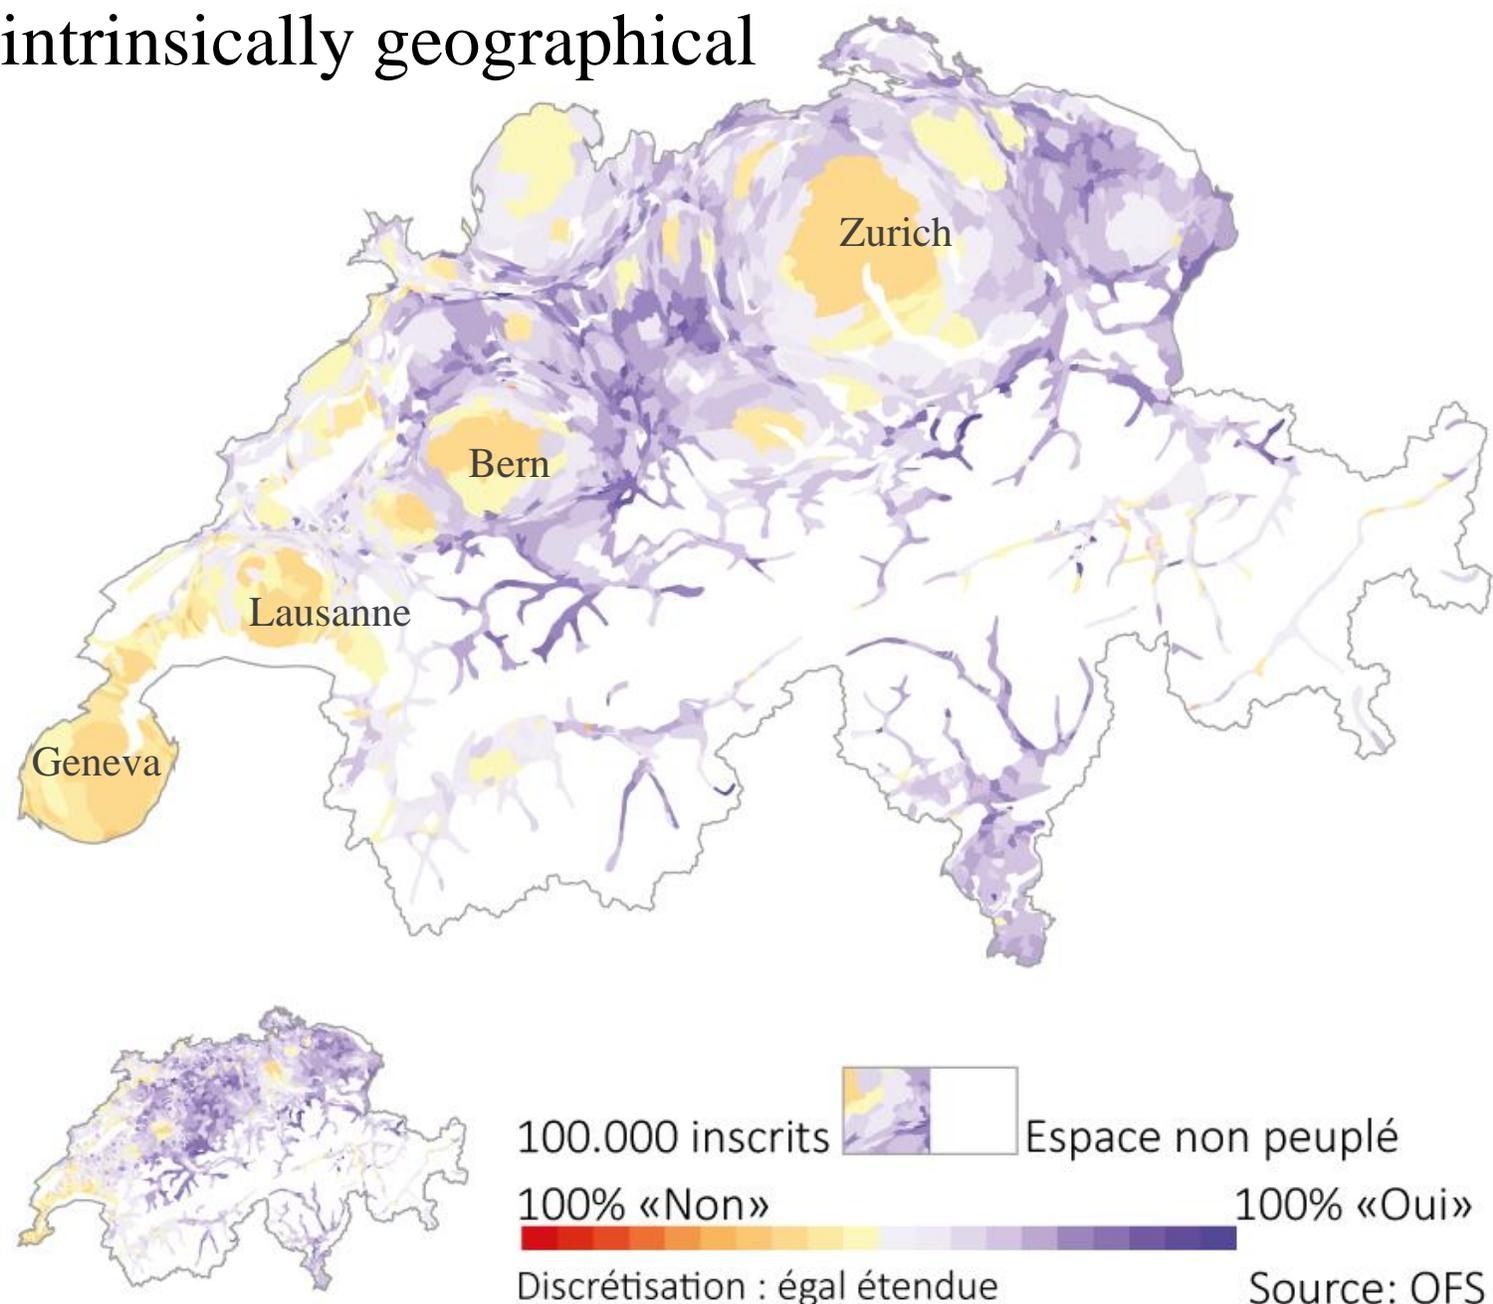 intrinsically geographical
Zurich
Bern
Lausanne
Geneva
100.000 inscrits
Espace non peuplé
100% «Non»
100% «Oui»
Discrétisation : égal étendue
Source: OFS